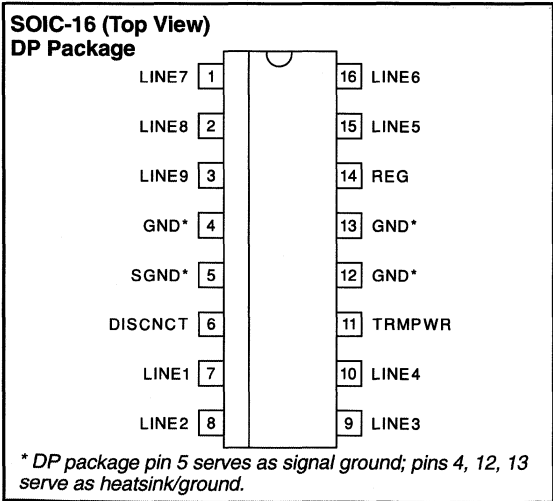 SOIC-16 (Top View)
DP Package
LINE7 1 16 LINE6
LINE8 2 15 LINE5
LINE9 3 14 REG
GND* 4 13 GND*
SGND* 5 12 GND*
DISCNCT 6 11 TRMPWR
LINE1 7 10 LINE4
LINE2 8 9 LINE3
* DP package pin 5 serves as signal ground; pins 4, 12, 13
serve as heatsink/ground.